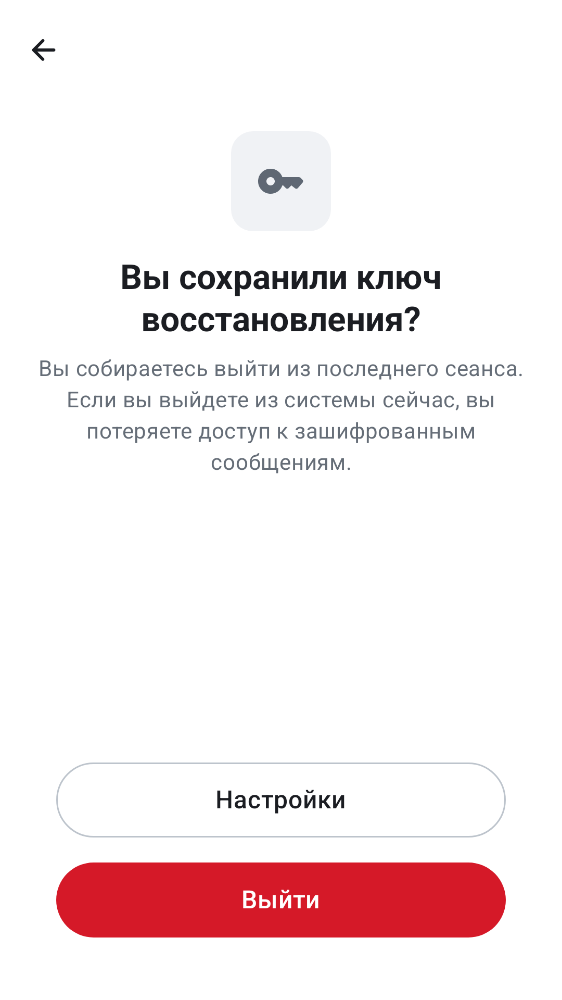 Вы сохранили ключ
восстановления?
Вы собираетесь выйти из последнего сеанса.
Если вы выйдете из системы сейчас, вы
потеряете доступ к зашифрованным
сообщениям.
Настройки
Выйти